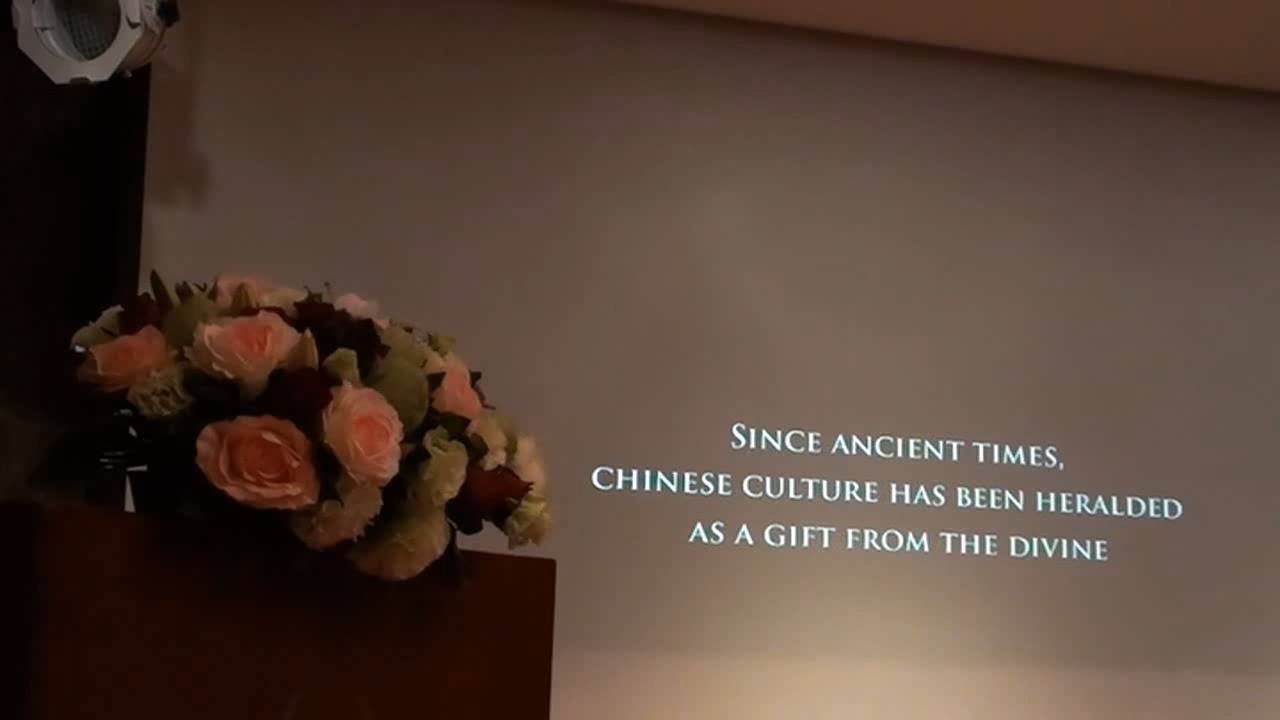 Since ancient times,
Chinese culture has been heralded
as a gift from the divine